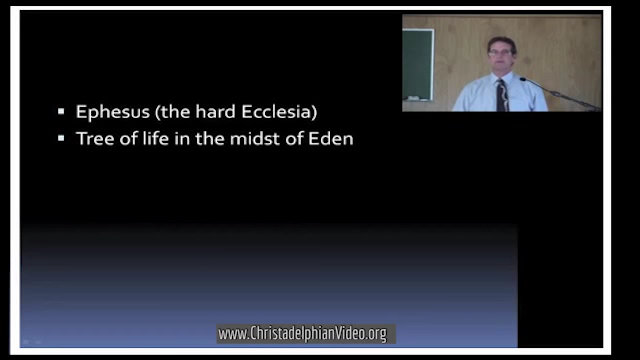 Ephesus (the hard Ecclesia)
Tree of life in the midst of Eden
www.ChristadelphianVideo.org